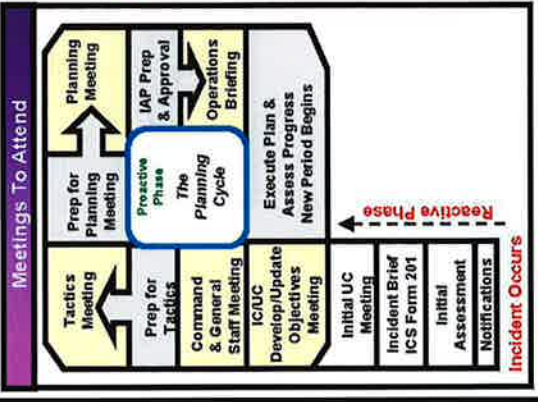 Meetings To Attend
Tactics
Meeting
Prep for
Planning
Meeting
Planning
Meeting
Prep for
Tactics
Proactive
Phase
The
Planning
Cycle
IAP Prep
& Approval
Command
& General
Staff Meeting
Operations
Briefing
IC/UC
Develop/Update
Objectives
Meeting
Execute Plan &
Assess Progress
New Period Begins
Initial UC
Meeting
Incident Brief
ICS Form 201
Initial
Assessment
Notifications
Reactive Phase
Incident Occurs